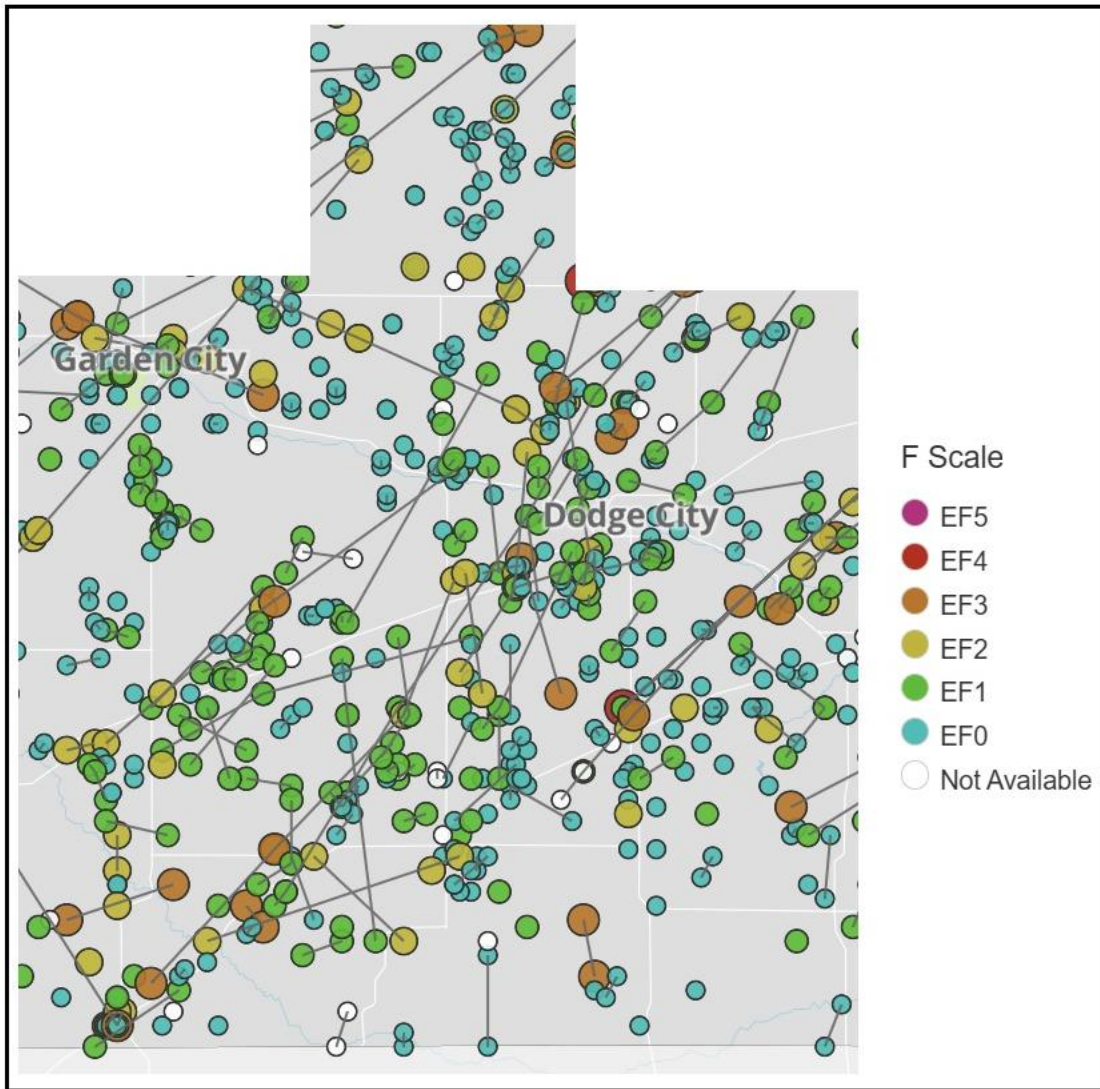 Garden City
Dodge City
F Scale
EF5
EF4
EF3
EF2
EF1
EF0
Not Available